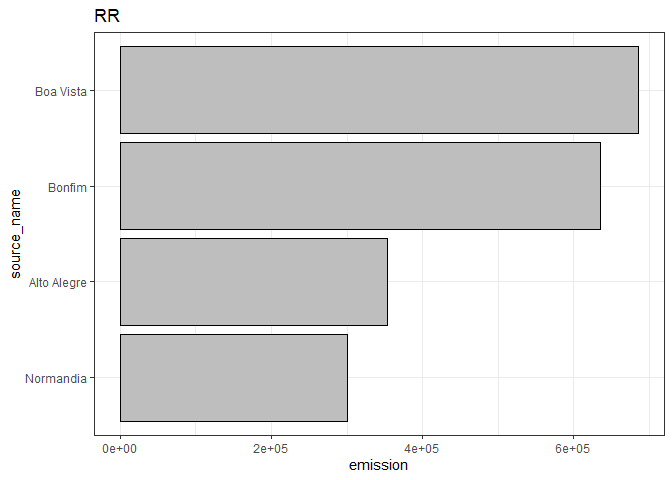 RR
Boa Vista
Bonfim
Alto Alegre
Normandia
source_name
0e+00 2e+05 4e+05 6e+05
emission